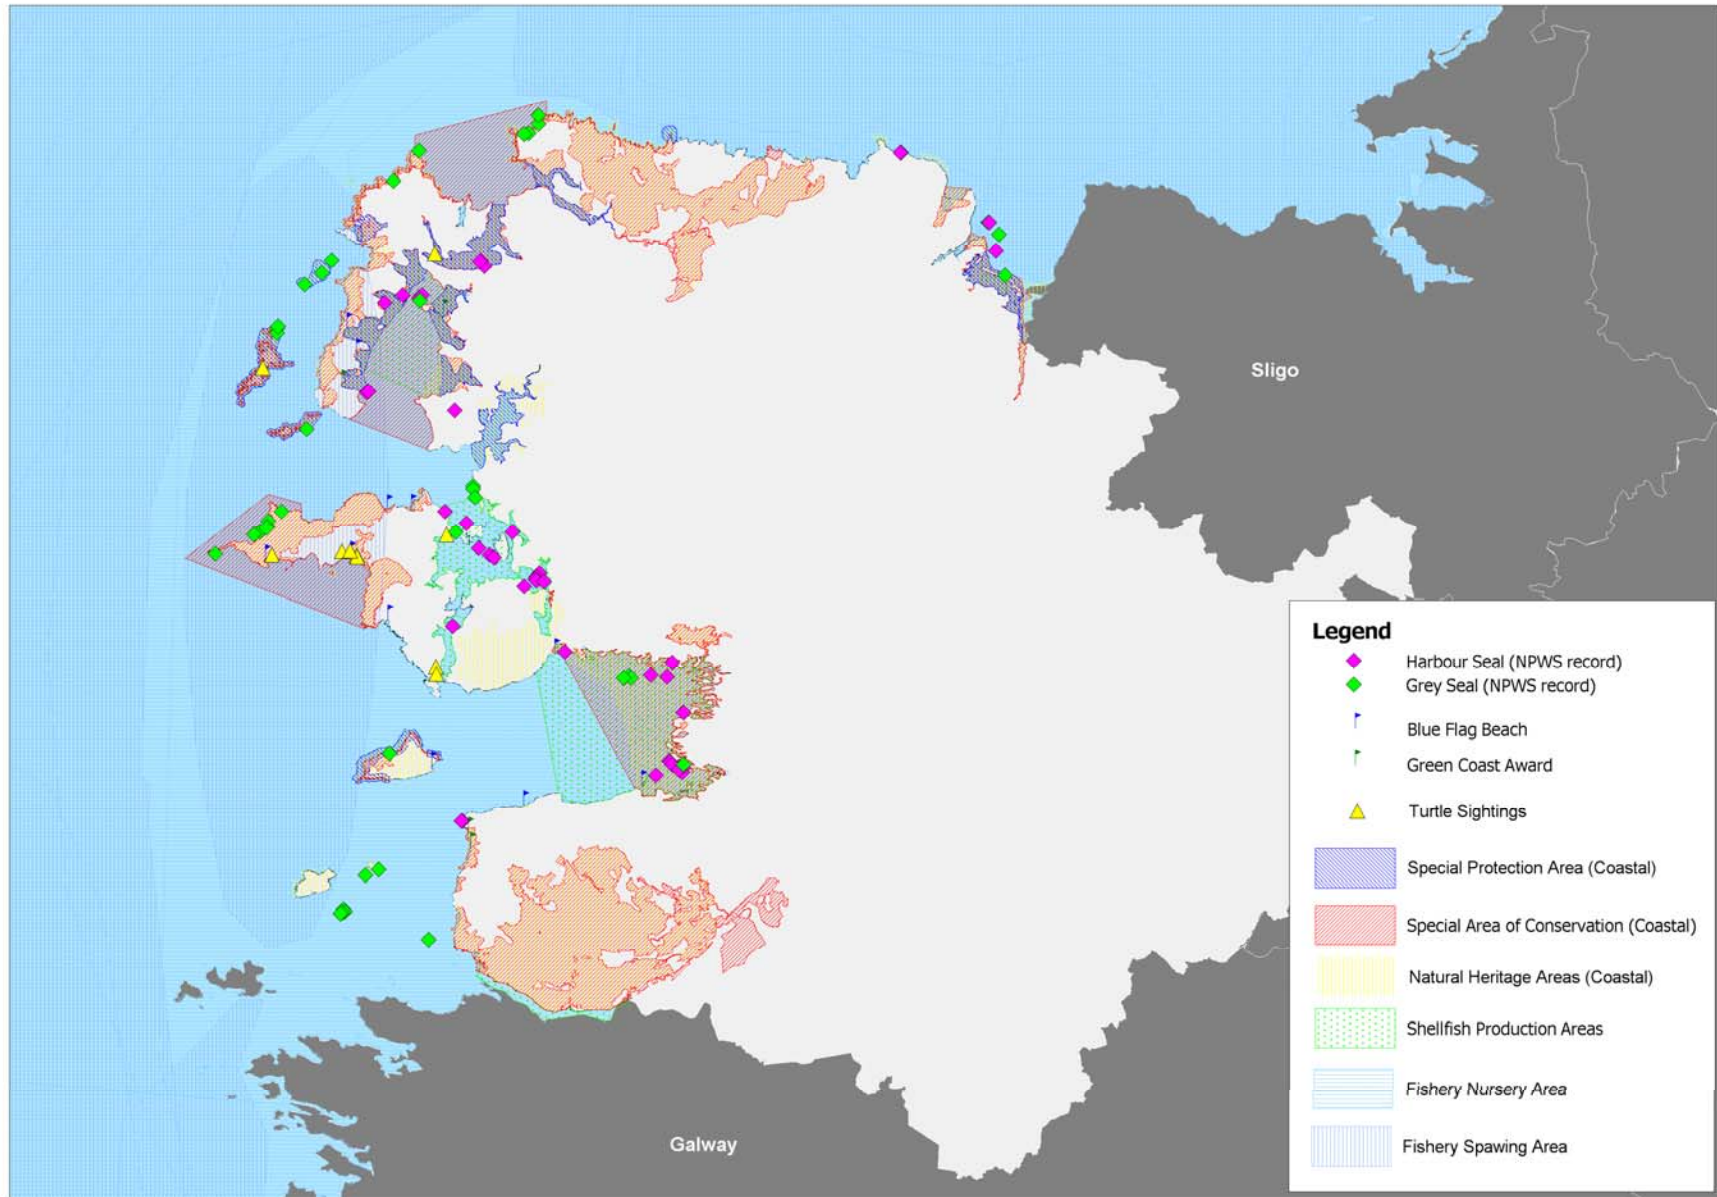 Sligo
Galway
Legend
Harbour Seal (NPWS record)
Grey Seal (NPWS record)
Blue Flag Beach
Green Coast Award
Turtle Sightings
Special Protection Area (Coastal)
Special Area of Conservation (Coastal)
Natural Heritage Areas (Coastal)
Shellfish Production Areas
Fishery Nursery Area
Fishery Spawing Area